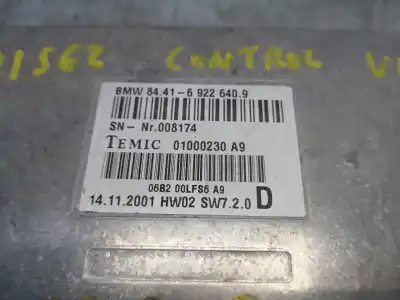 01562 CONTROL
BMW 84.41-6 922 640.9
SN- Nr.008174
TEMIC 01000230 A9
06B2 00LFS6 A9
14.11.2001 HW02 SW7.2.0 D